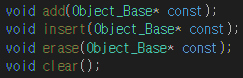 void add(Object_Base* const);
void insert(Object_Base* const);
void erase(Object_Base* const);
void clear();